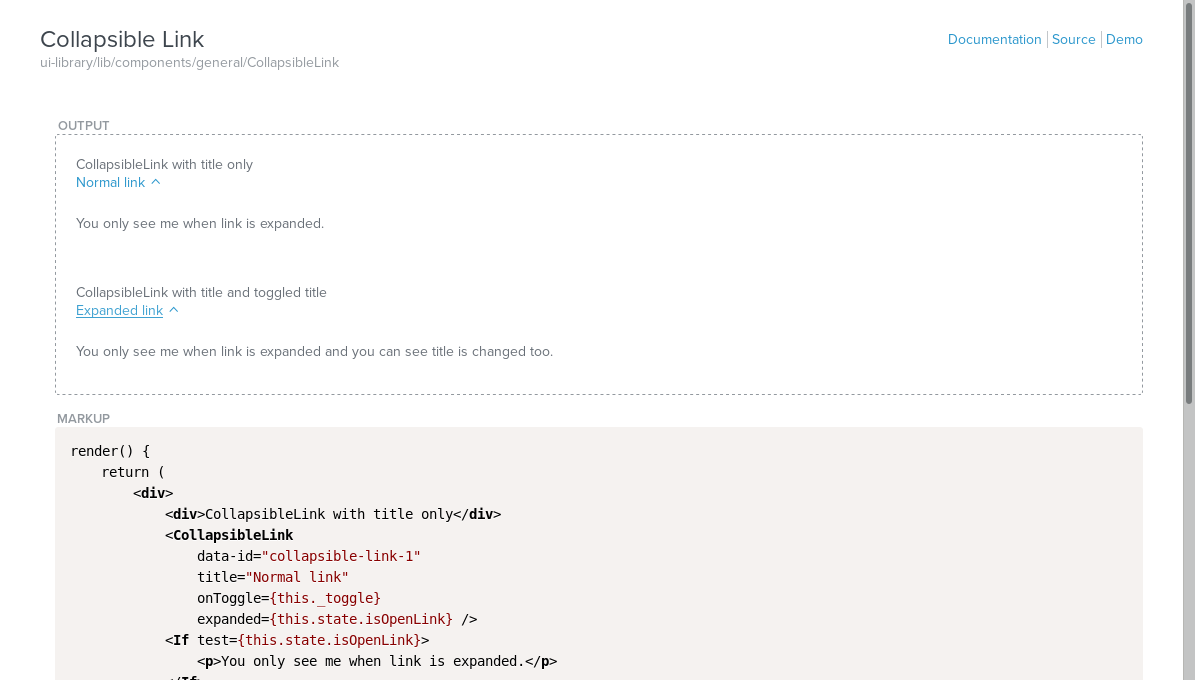 Collapsible Link
Documentation Source Demo
ui-library/lib/components/general/CollapsibleLink
OUTPUT
CollapsibleLink with title only
Normal link
You only see me when link is expanded.
CollapsibleLink with title and toggled title
Expanded link
You only see me when link is expanded and you can see title is changed too.
MARKUP
render() {
    return (
        <div>
            <div>CollapsibleLink with title only</div>
            <CollapsibleLink
                data-id="collapsible-link-1"
                title="Normal link"
                onToggle={this._toggle}
                expanded={this.state.isOpenLink} />
            <If test={this.state.isOpenLink}>
                <p>You only see me when link is expanded.</p>
            </If>